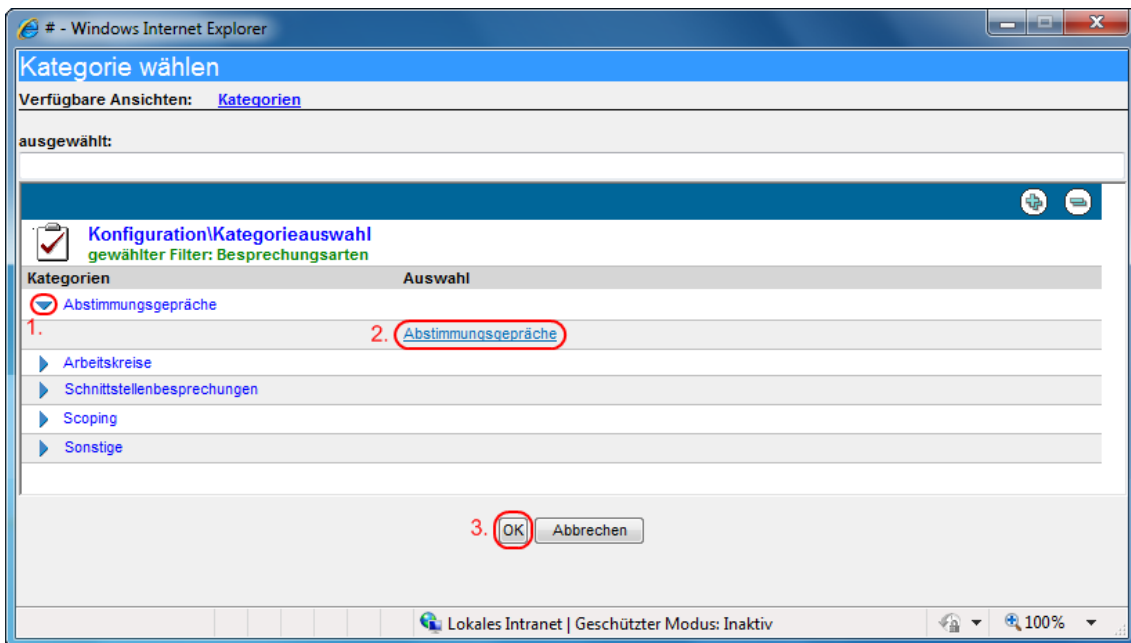 # - Windows Internet Explorer
Kategorie wählen
Verfügbare Ansichten: Kategorien
ausgewählt:
Konfiguration\Kategorieauswahl
gewählter Filter: Besprechungsarten
Kategorien Auswahl
Abstimmungsgepräche
1. 2. Abstimmungsgepräche
Arbeitskreise
Schnittstellenbesprechungen
Scoping
Sonstige
3. OK Abbrechen
Lokales Intranet | Geschützter Modus: Inaktiv 100%